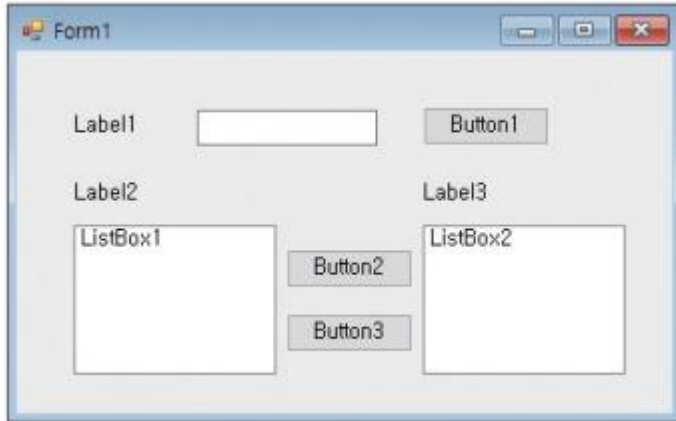 Form1
Label1 Button1
Label2 Label3
ListBox1 ListBox2
Button2
Button3